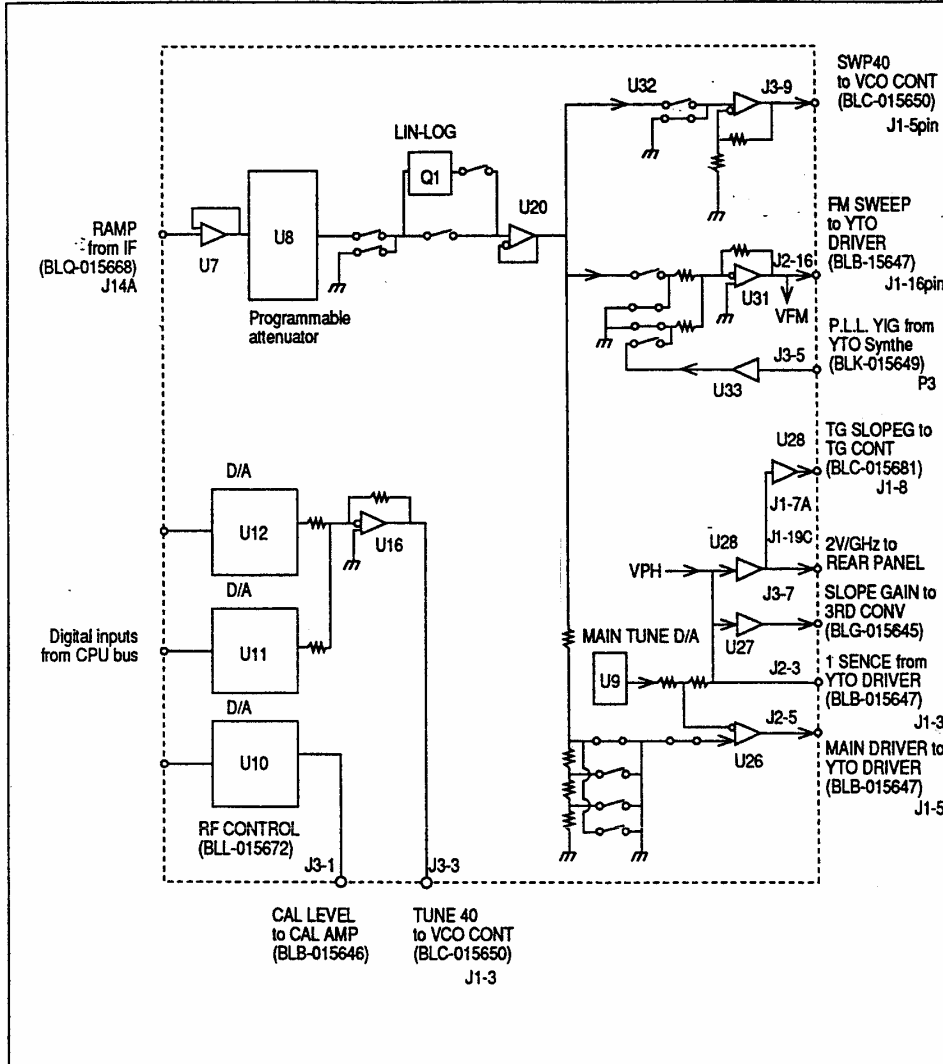 SWP40
to VCO CONT
(BLC-015650)
J1-5pin
U32
J3-9
LIN-LOG
Q1
U20
RAMP
from IF
(BLQ-015668)
J14A
U7
U8
Programmable
attenuator
FM SWEEP
to YTO
DRIVER
(BLB-15647)
J1-16pin
J2-16
U31
VFM
P.L.L. YIG from
YTO Synthe
(BLK-015649)
P3
J3-5
U33
TG SLOPEG to
TG CONT
(BLC-015681)
J1-8
U28
J1-7A
J1-19C
2V/GHz to
REAR PANEL
U28
VPH
J3-7
SLOPE GAIN to
3RD CONV
(BLG-015645)
U27
MAIN TUNE D/A
U9
J2-3
1 SENCE from
YTO DRIVER
(BLB-015647)
J1-3
J2-5
U26
MAIN DRIVER to
YTO DRIVER
(BLB-015647)
J1-5
D/A
U12
U16
D/A
U11
Digital inputs
from CPU bus
D/A
U10
RF CONTROL
(BLL-015672)
J3-1
J3-3
CAL LEVEL
to CAL AMP
(BLB-015646)
TUNE 40
to VCO CONT
(BLC-015650)
J1-3